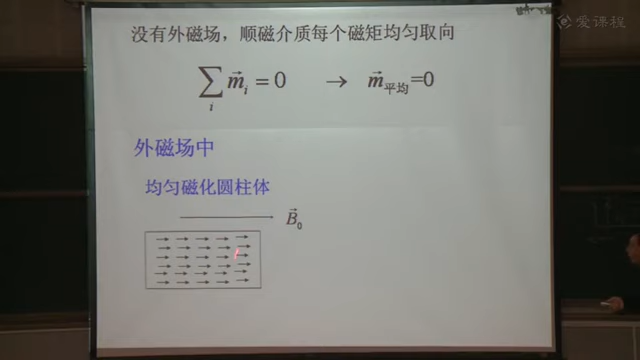 爱课程
没有外磁场，顺磁介质每个磁矩均匀取向
∑ᵢ m⃗ᵢ = 0 → m⃗平均=0
外磁场中
均匀磁化圆柱体
B⃗₀